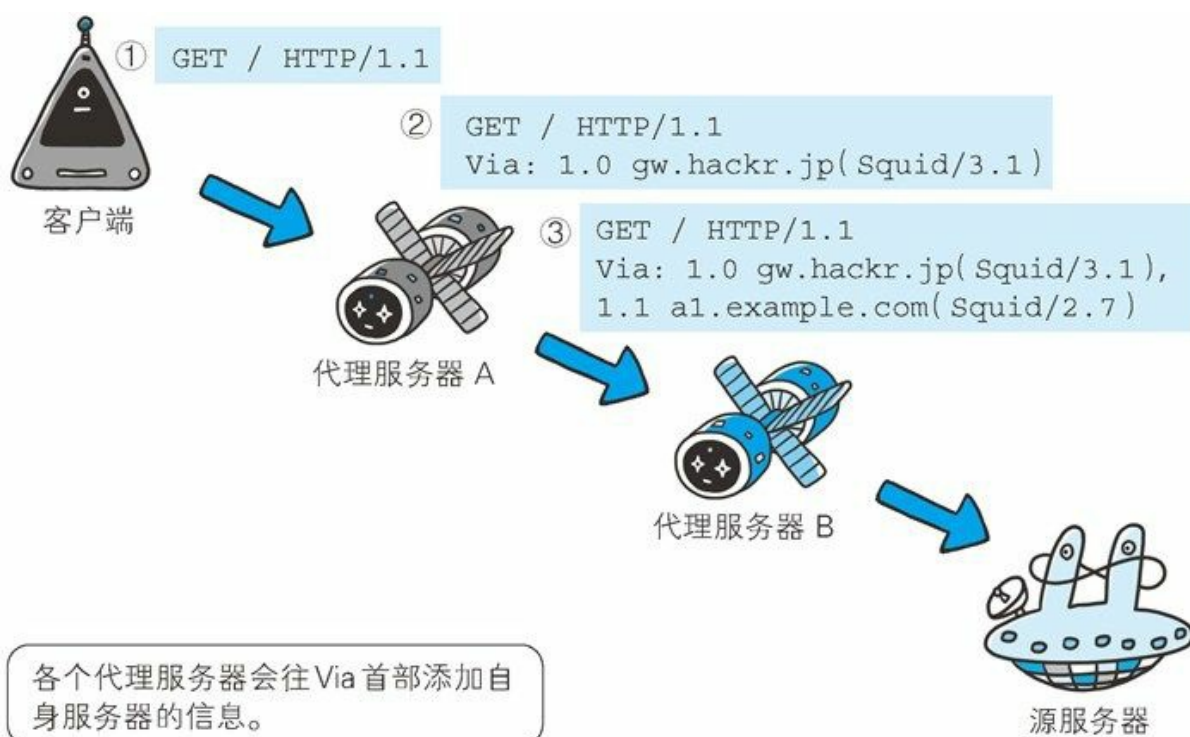 ① GET / HTTP/1.1
② GET / HTTP/1.1
Via: 1.0 gw.hackr.jp(Squid/3.1)
客户端
③ GET / HTTP/1.1
Via: 1.0 gw.hackr.jp(Squid/3.1),
1.1 a1.example.com(Squid/2.7)
代理服务器 A
代理服务器 B
各个代理服务器会往Via首部添加自
身服务器的信息。
源服务器